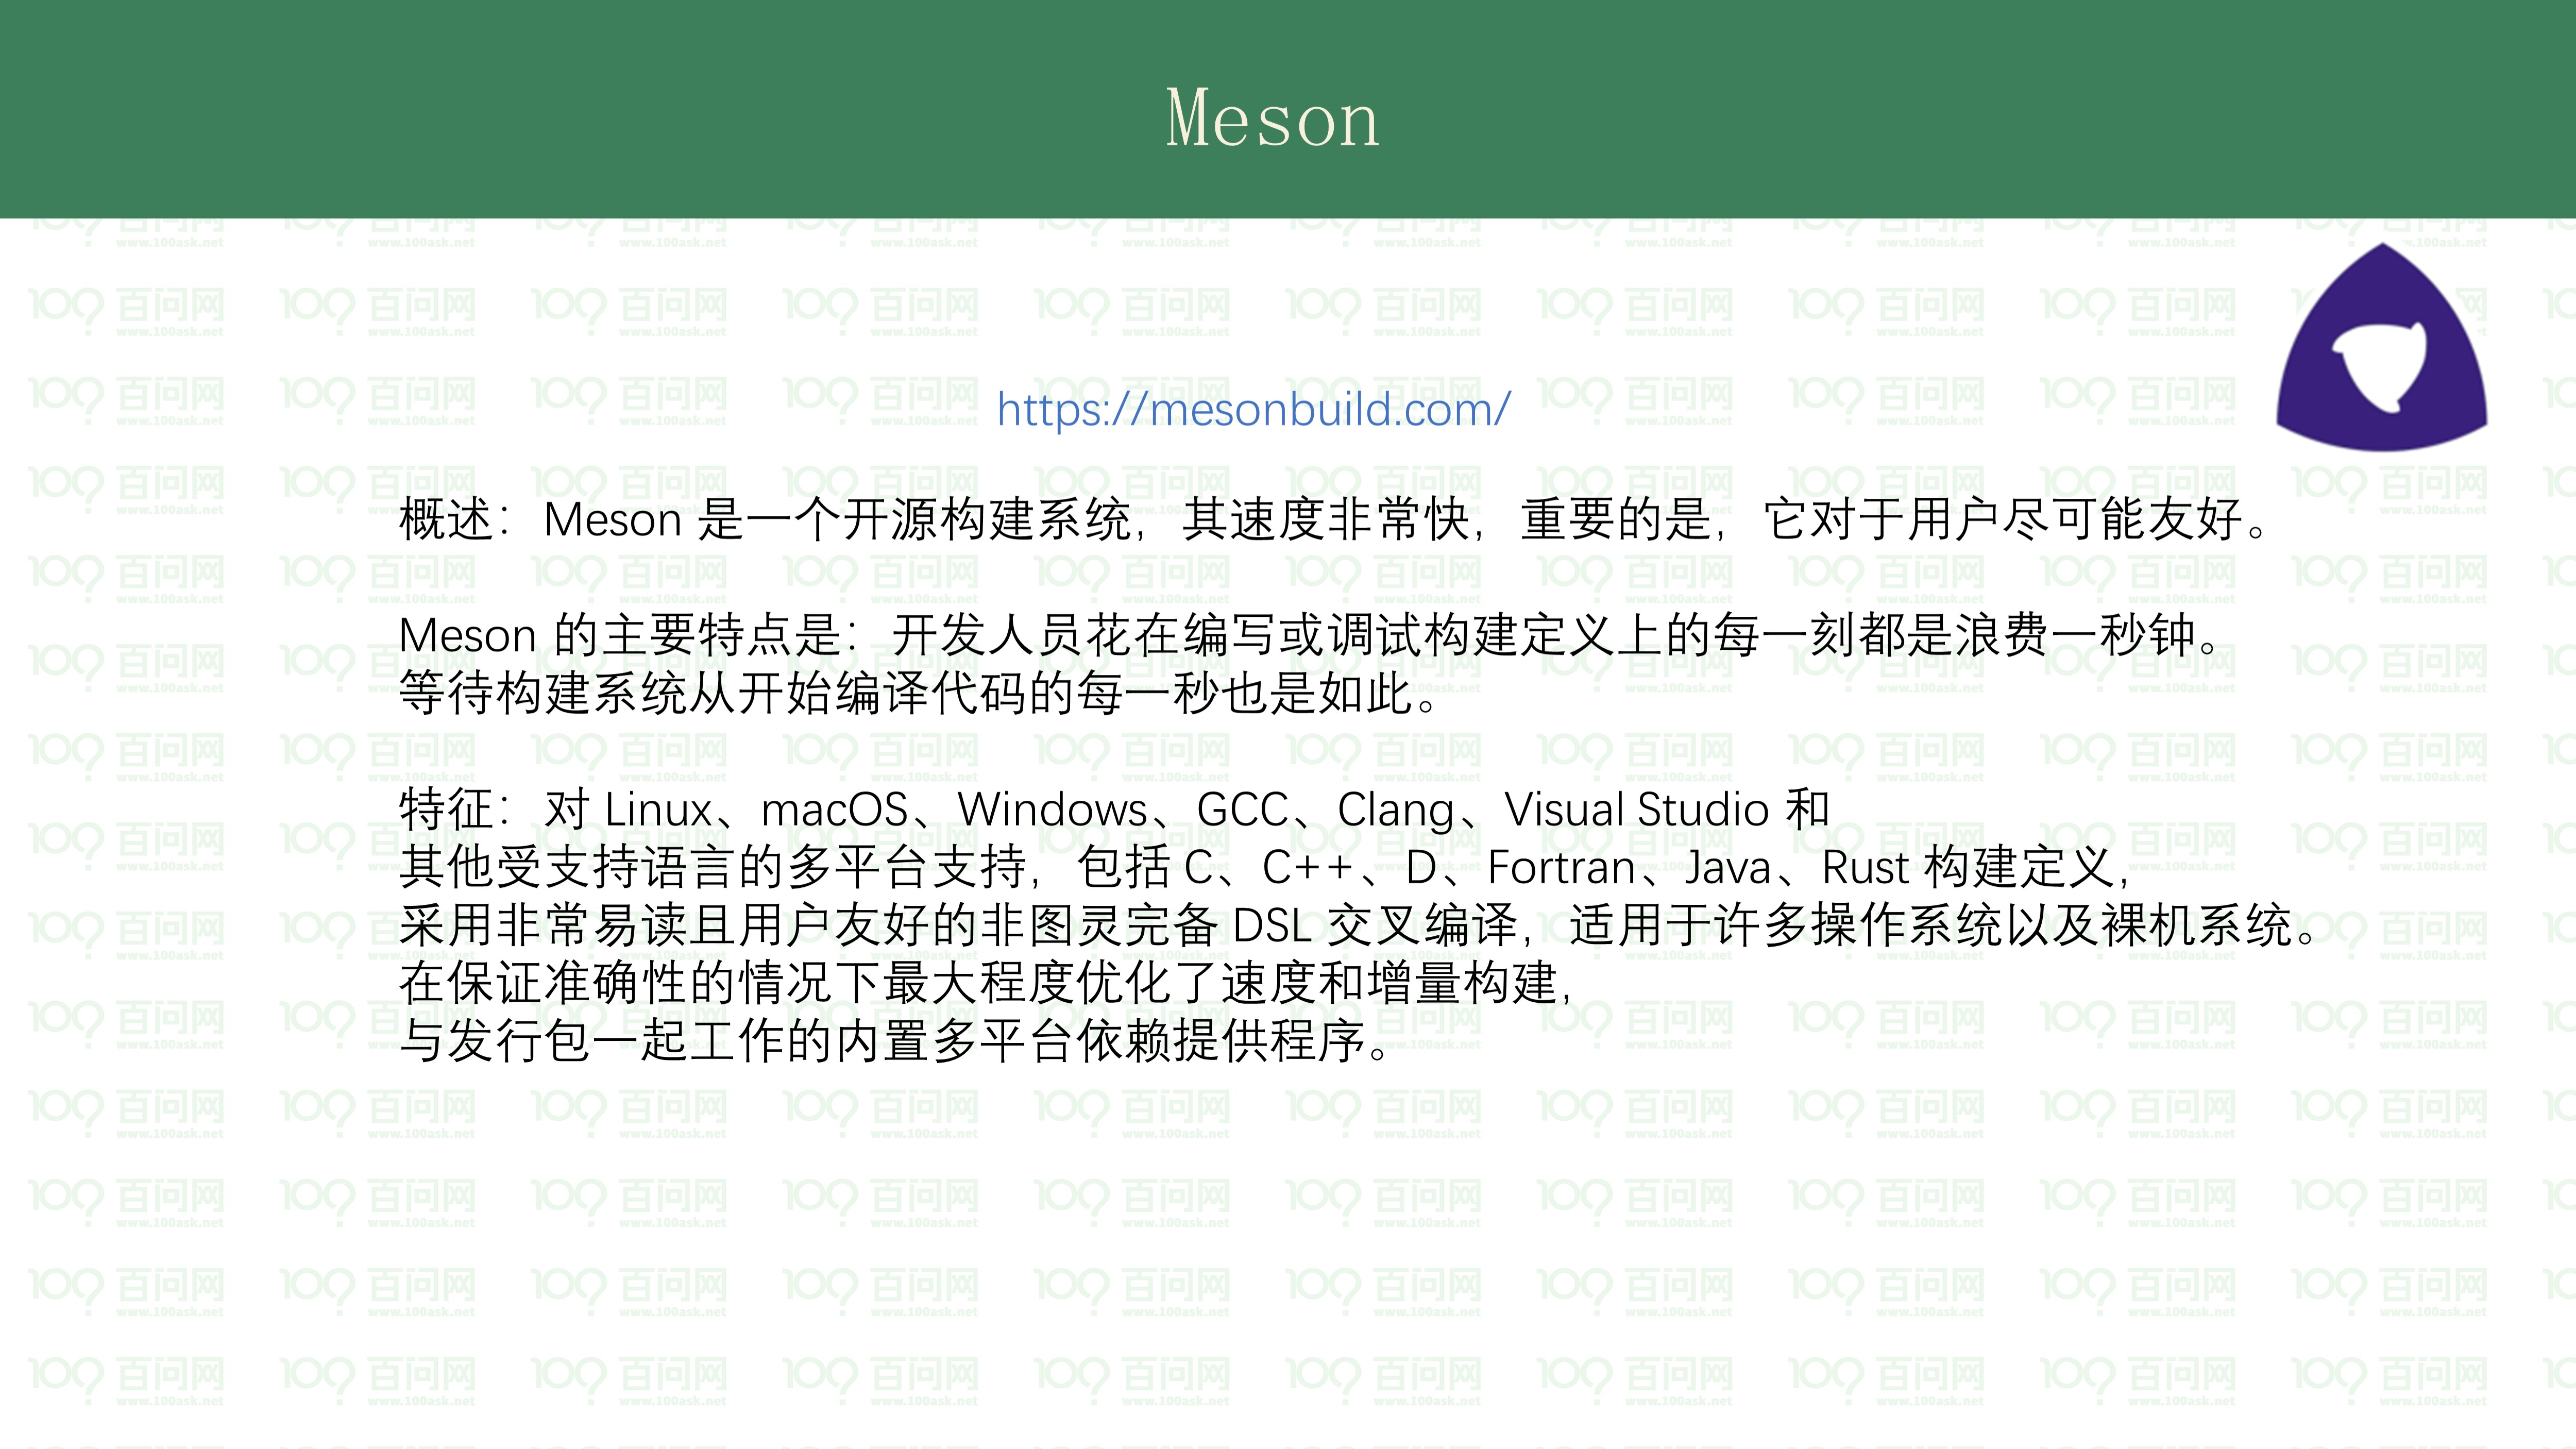 Meson
https://mesonbuild.com/
概述：Meson 是一个开源构建系统，其速度非常快，重要的是，它对于用户尽可能友好。
Meson 的主要特点是：开发人员花在编写或调试构建定义上的每一刻都是浪费一秒钟。
等待构建系统从开始编译代码的每一秒也是如此。
特征：对 Linux、macOS、Windows、GCC、Clang、Visual Studio 和
其他受支持语言的多平台支持，包括 C、C++、D、Fortran、Java、Rust 构建定义，
采用非常易读且用户友好的非图灵完备 DSL 交叉编译，适用于许多操作系统以及裸机系统。
在保证准确性的情况下最大程度优化了速度和增量构建，
与发行包一起工作的内置多平台依赖提供程序。
百问网
www.100ask.net